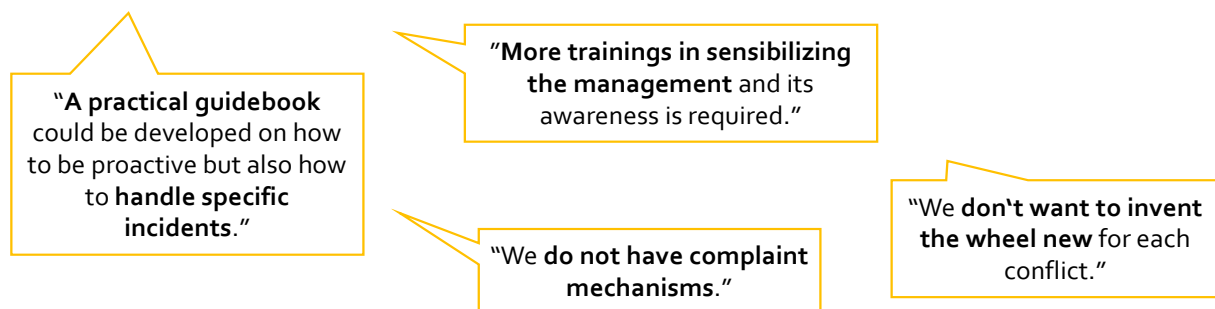 “A practical guidebook
could be developed on how
to be proactive but also how
to handle specific
incidents.”
“More trainings in sensibilizing
the management and its
awareness is required.”
“We do not have complaint
mechanisms.”
“We don‘t want to invent
the wheel new for each
conflict.”